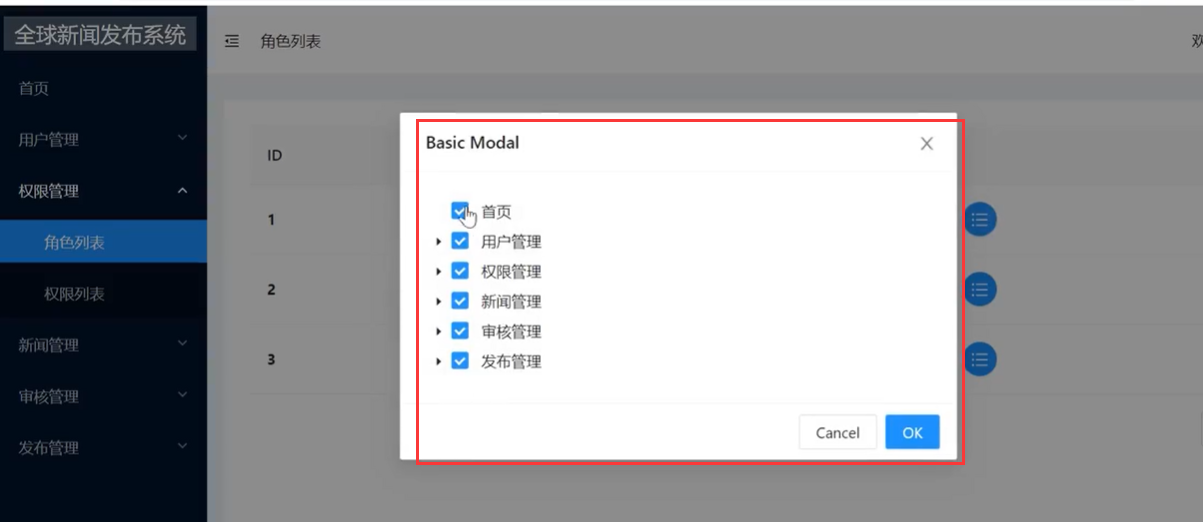 全球新闻发布系统
角色列表
首页
用户管理
权限管理
角色列表
权限列表
新闻管理
审核管理
发布管理
ID
1
2
3
Basic Modal
首页
用户管理
权限管理
新闻管理
审核管理
发布管理
Cancel
OK